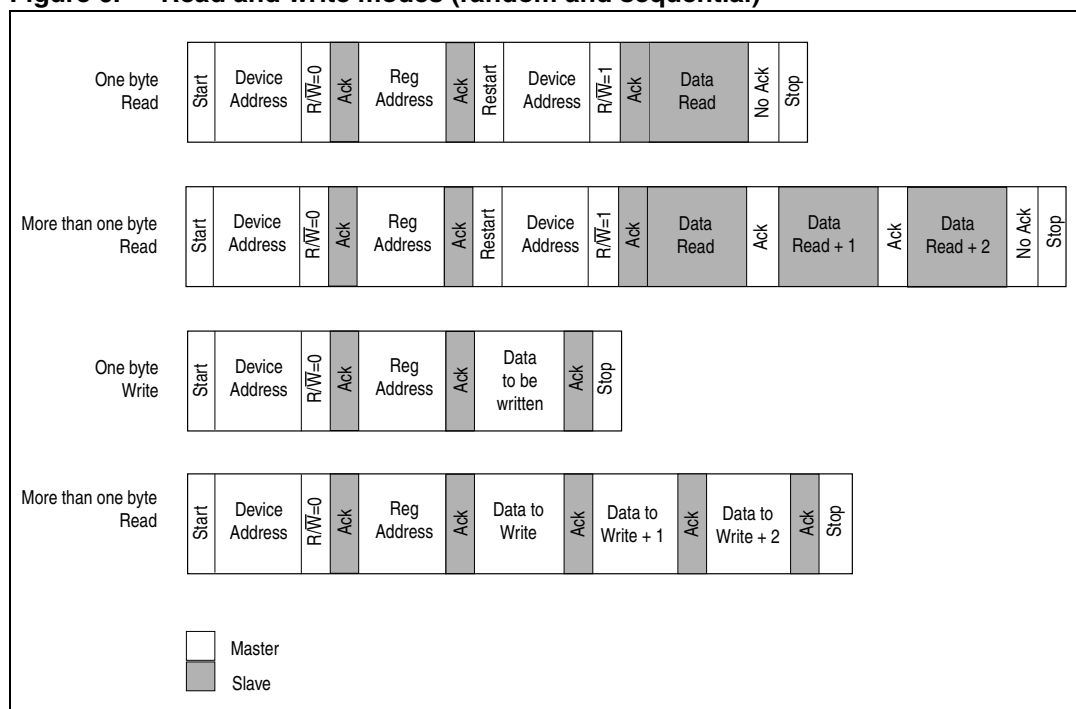 Figure
Read and write modes (random and sequential)
One byte
Read
Start
Device
Address
R/W̅=0
Ack
Reg
Address
Ack
Restart
Device
Address
R/W̅=1
Ack
Data
Read
No Ack
Stop
More than one byte
Read
Start
Device
Address
R/W̅=0
Ack
Reg
Address
Ack
Restart
Device
Address
R/W̅=1
Ack
Data
Read
Ack
Data
Read + 1
Ack
Data
Read + 2
No Ack
Stop
One byte
Write
Start
Device
Address
R/W̅=0
Ack
Reg
Address
Ack
Data
to be
written
Ack
Stop
More than one byte
Read
Start
Device
Address
R/W̅=0
Ack
Reg
Address
Ack
Data to
Write
Ack
Data to
Write + 1
Ack
Data to
Write + 2
Ack
Stop
Master
Slave